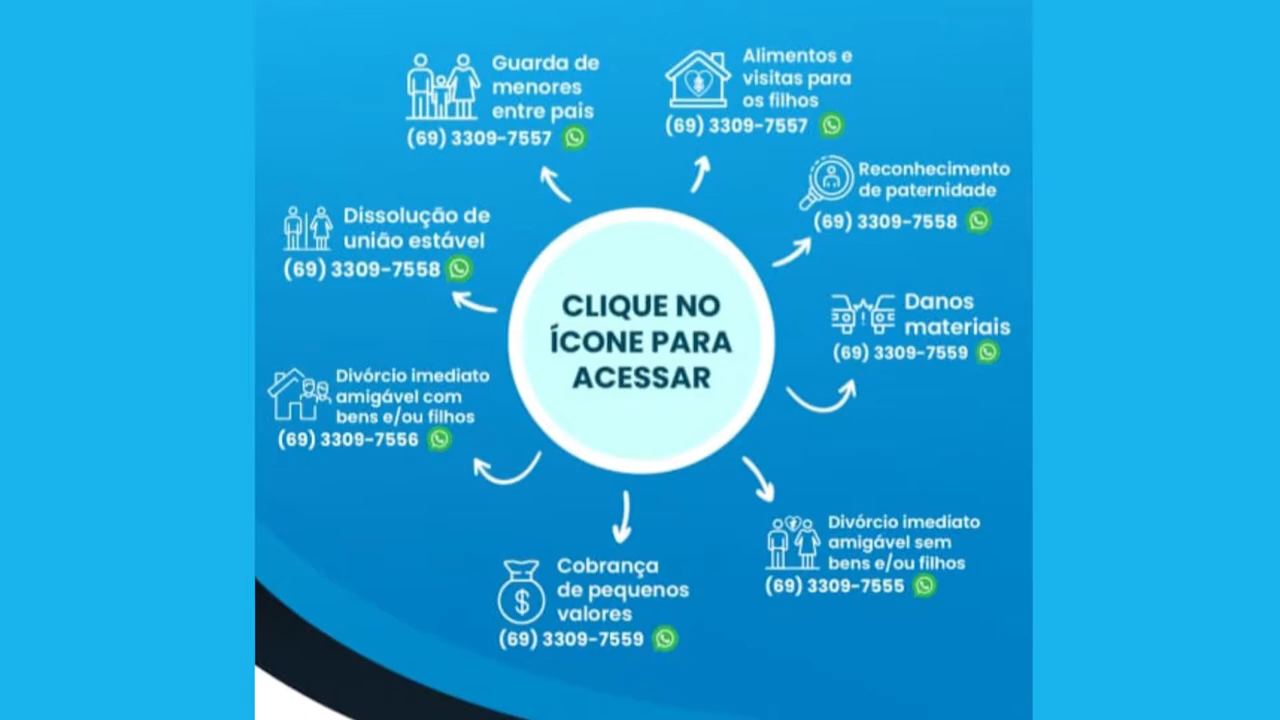 Guarda de
menores
entre pais
(69) 3309-7557
Alimentos e
visitas para
os filhos
(69) 3309-7557
Reconhecimento
de paternidade
(69) 3309-7558
Dissolução de
união estável
(69) 3309-7558
CLIQUE NO
ÍCONE PARA
ACESSAR
Danos
materiais
(69) 3309-7559
Divórcio imediato
amigável com
bens e/ou filhos
(69) 3309-7556
Divórcio imediato
amigável sem
bens e/ou filhos
(69) 3309-7555
Cobrança
de pequenos
valores
(69) 3309-7559